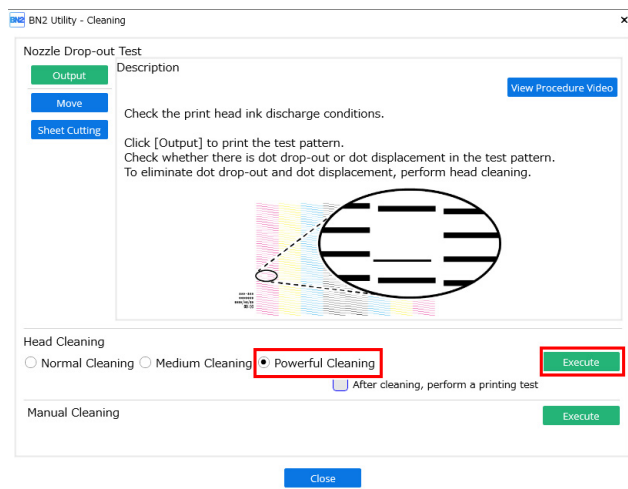 BN2 BN2 Utility - Cleaning
Nozzle Drop-out Test
Output
Move
Sheet Cutting
Description
View Procedure Video
Check the print head ink discharge conditions.
Click [Output] to print the test pattern.
Check whether there is dot drop-out or dot displacement in the test pattern.
To eliminate dot drop-out and dot displacement, perform head cleaning.
Head Cleaning
Normal Cleaning Medium Cleaning Powerful Cleaning Execute
After cleaning, perform a printing test
Manual Cleaning Execute
Close